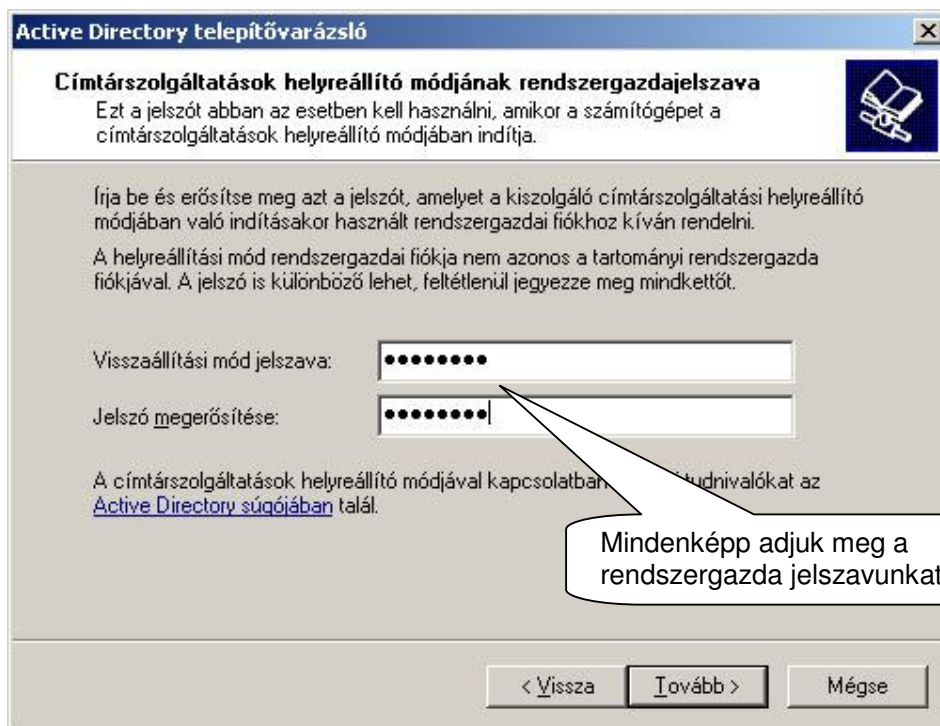 Active Directory telepítővarázsló
Címtárszolgáltatások helyreállító módjának rendszergazdajelszava
Ezt a jelszót abban az esetben kell használni, amikor a számítógépet a
címtárszolgáltatások helyreállító módjában indítja.
Írja be és erősítse meg azt a jelszót, amelyet a kiszolgáló címtárszolgáltatási helyreállító
módjában való indításakor használt rendszergazdai fiókhoz kíván rendelni.
A helyreállítási mód rendszergazdai fiókja nem azonos a tartományi rendszergazda
fiókjával. A jelszó is különböző lehet, feltétlenül jegyezze meg mindkettőt.
Visszaállítási mód jelszava: ●●●●●●●●
Jelszó megerősítése: ●●●●●●●●
A címtárszolgáltatások helyreállító módjával kapcsolatban tudnivalókat az
Active Directory súgójában talál.
Mindenképp adjuk meg a
rendszergazda jelszavunkat
< Vissza
Tovább >
Mégse